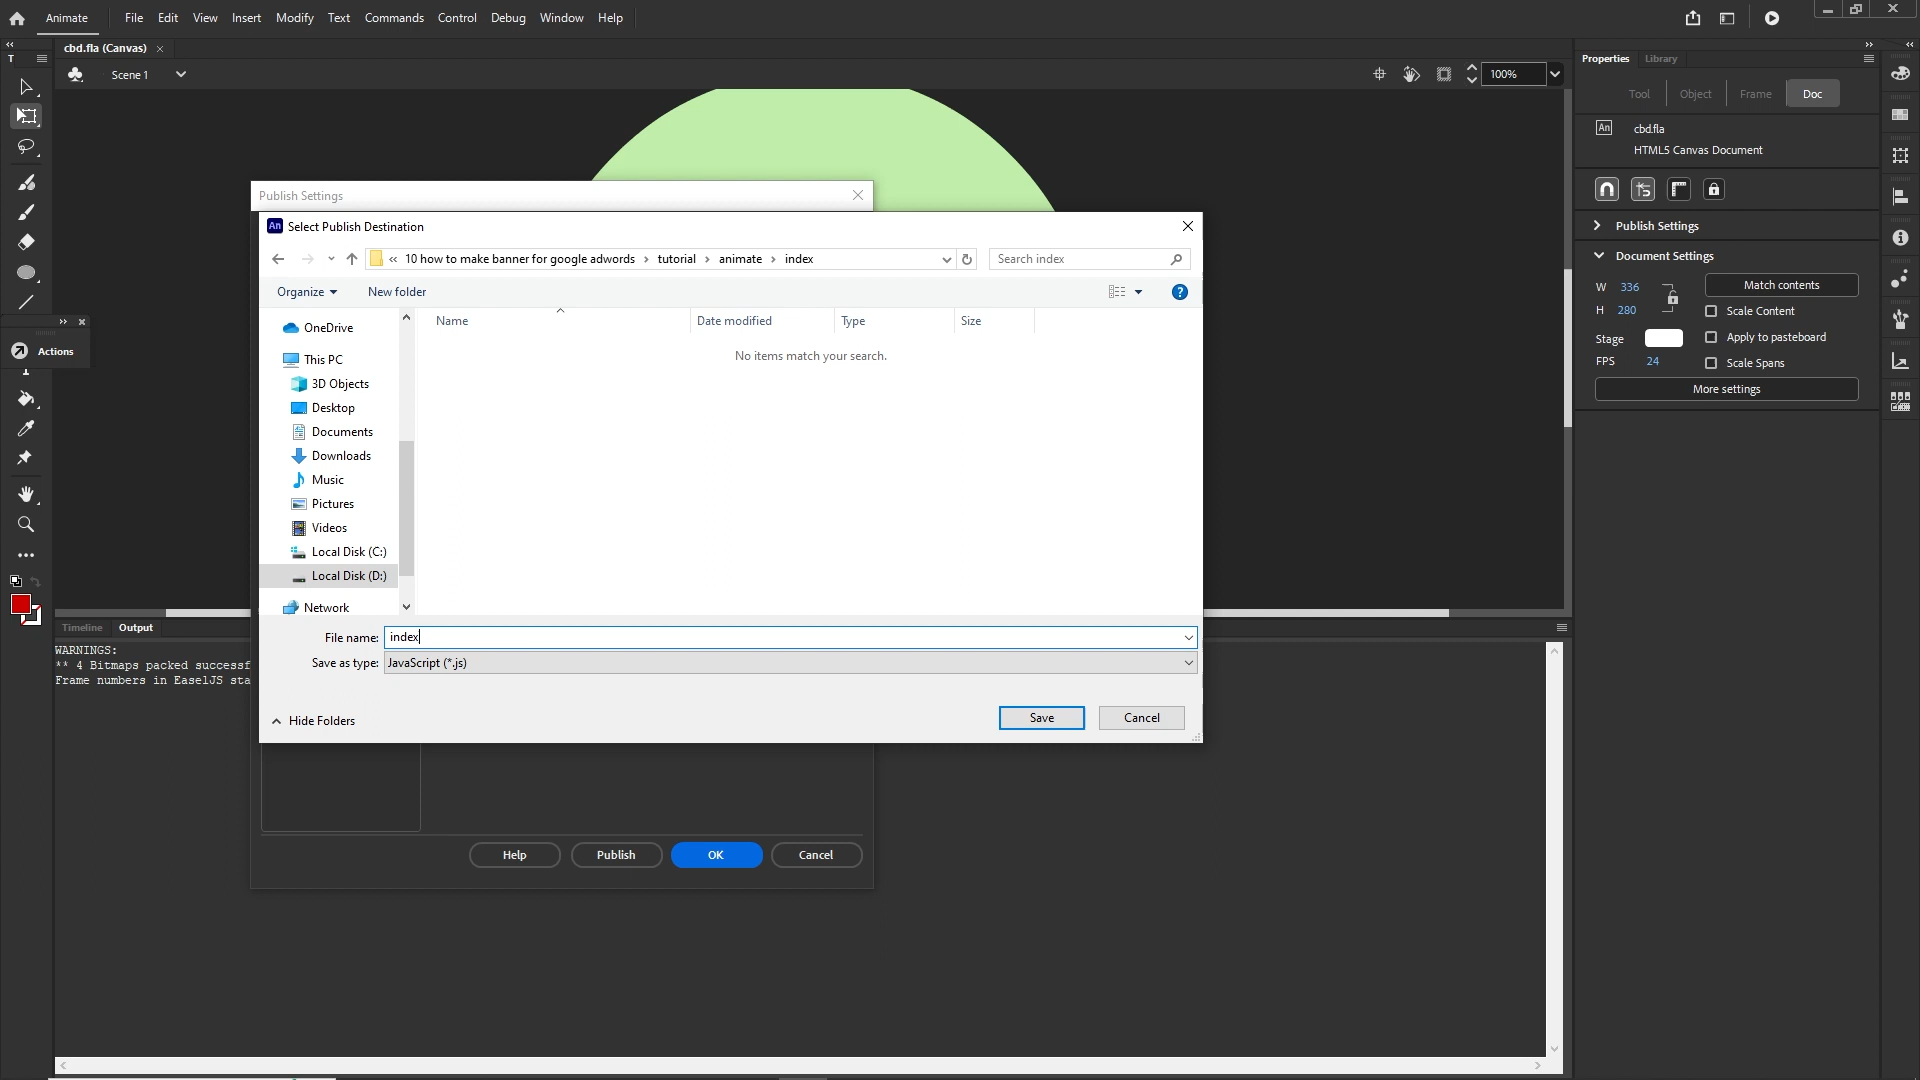 Animate File Edit View Insert Modify Text Commands Control Debug Window Help
cbd.fla (Canvas)
T
Scene 1
100%
Properties Library
Tool Object Frame Doc
An cbd.fla
HTML5 Canvas Document
Publish Settings
Document Settings
W 336 Match contents
H 280 Scale Content
Stage Apply to pasteboard
FPS 24 Scale Spans
More settings
Actions
Publish Settings
An Select Publish Destination
« 10 how to make banner for google adwords › tutorial › animate › index
Search index
Organize New folder ?
Name Date modified Type Size
No items match your search.
OneDrive
This PC
3D Objects
Desktop
Documents
Downloads
Music
Pictures
Videos
Local Disk (C:)
Local Disk (D:)
Network
File name: index
Save as type: JavaScript (*.js)
Hide Folders Save Cancel
Help Publish OK Cancel
Timeline Output
WARNINGS:
** 4 Bitmaps packed successf
Frame numbers in EaselJS sta